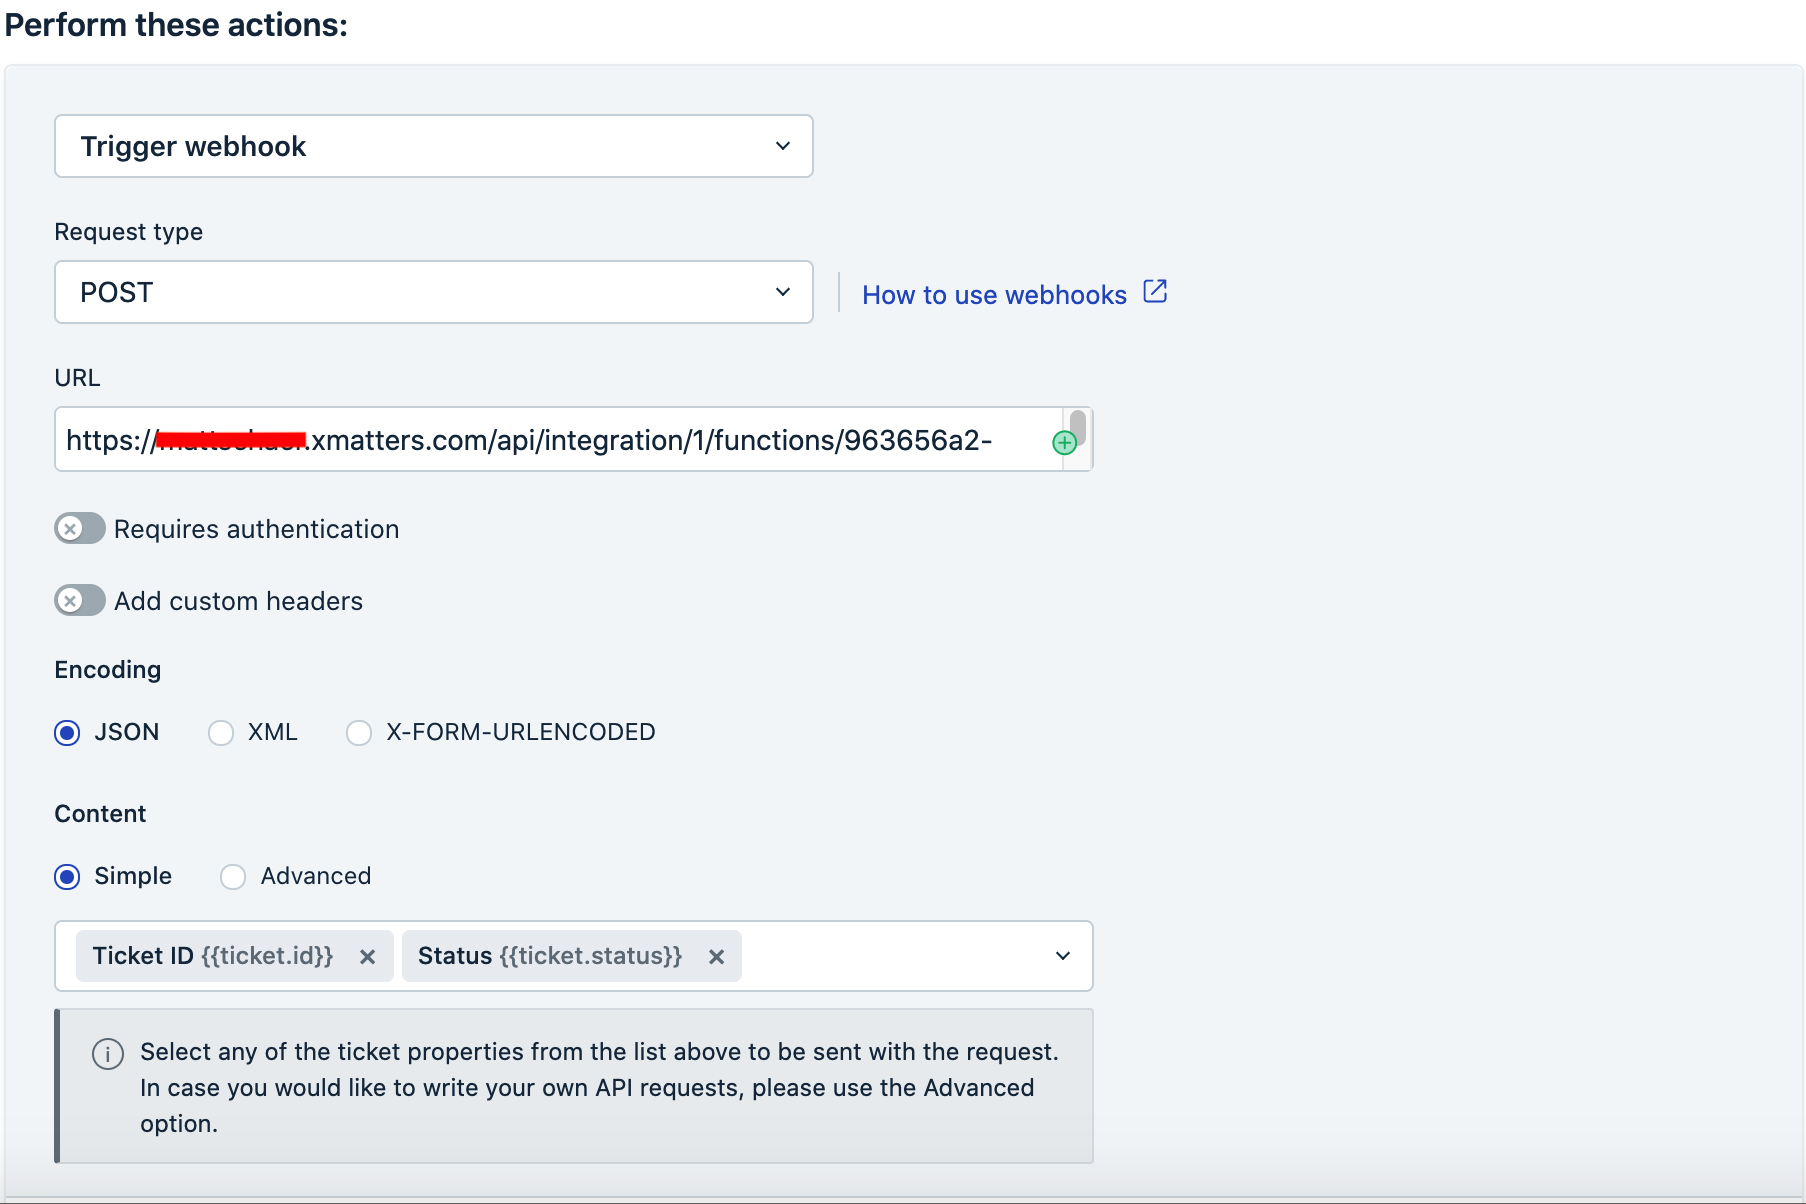 Perform these actions:
Trigger webhook
Request type
POST
How to use webhooks
URL
https://.xmatters.com/api/integration/1/functions/963656a2-
Requires authentication
Add custom headers
Encoding
JSON XML X-FORM-URLENCODED
Content
Simple Advanced
Ticket ID {{ticket.id}} Status {{ticket.status}}
Select any of the ticket properties from the list above to be sent with the request.
In case you would like to write your own API requests, please use the Advanced
option.